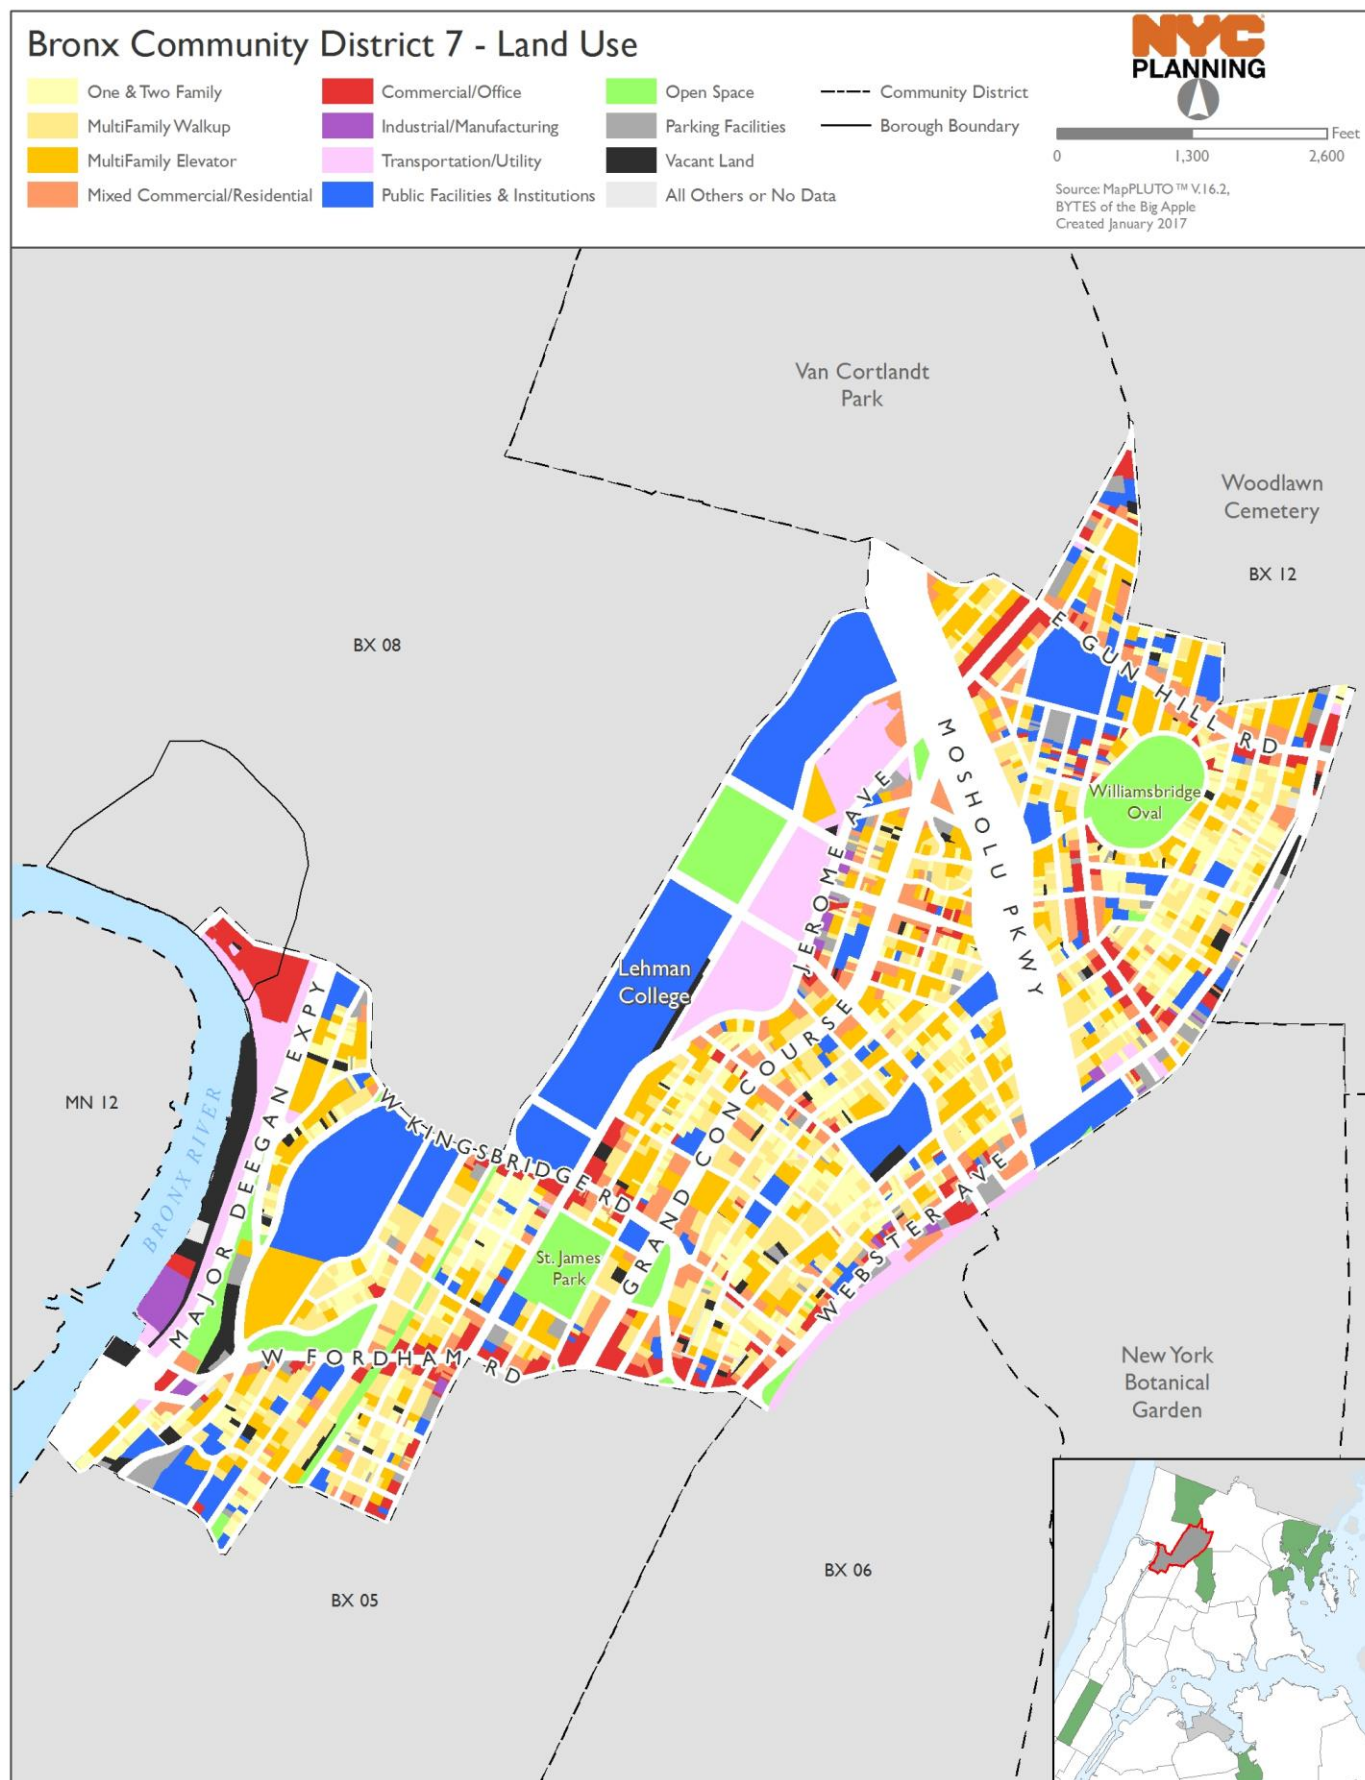 Bronx Community District 7 - Land Use
One & Two Family
MultiFamily Walkup
MultiFamily Elevator
Mixed Commercial/Residential
Commercial/Office
Industrial/Manufacturing
Transportation/Utility
Public Facilities & Institutions
Open Space
Parking Facilities
Vacant Land
All Others or No Data
Community District
Borough Boundary
NYC
PLANNING
Feet
0 1,300 2,600
Source: MapPLUTO™ V.16.2,
BYTES of the Big Apple
Created January 2017
Van Cortlandt
Park
Woodlawn
Cemetery
BX 12
BX 08
E GUN HILL RD
MOSHOLU PKWY
Williamsbridge
Oval
JEROME AVE
Lehman
College
GRAND CONCOURSE
MAJOR DEEGAN EXPY
MN 12
BRONX RIVER
W KINGSBRIDGE RD
WEBSTER AVE
St. James
Park
W FORDHAM RD
New York
Botanical
Garden
BX 06
BX 05